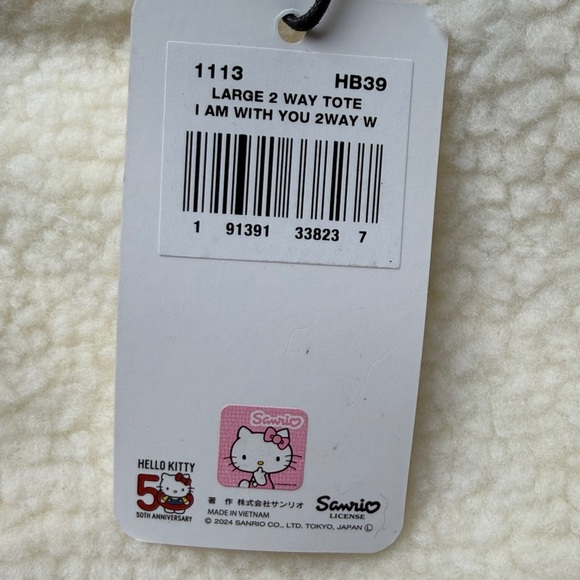 1113 HB39
LARGE 2 WAY TOTE
I AM WITH YOU 2WAY W
1 91391 33823 7
Sanrio
HELLO KITTY
50
50TH ANNIVERSARY
著 作 株式会社サンリオ
MADE IN VIETNAM
© 2024 SANRIO CO., LTD. TOKYO, JAPAN Ⓛ
Sanrio
LICENSE